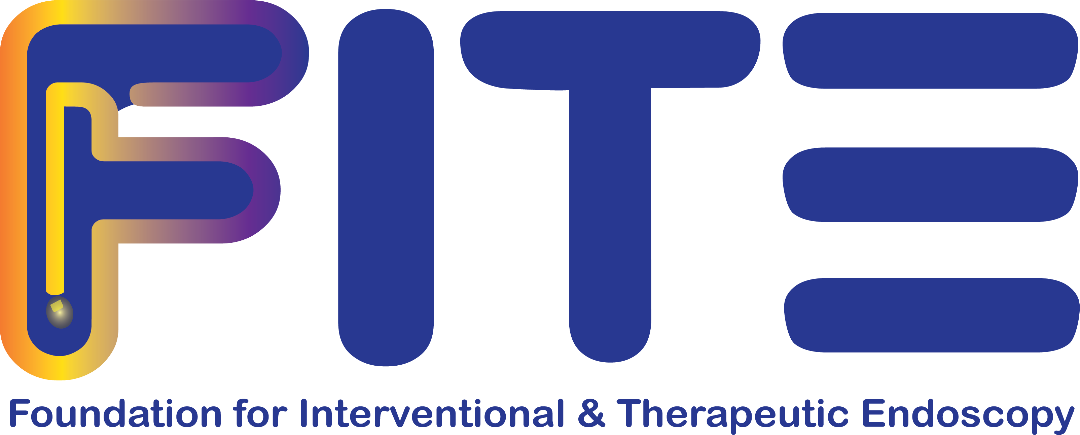 FITE
Foundation for Interventional & Therapeutic Endoscopy